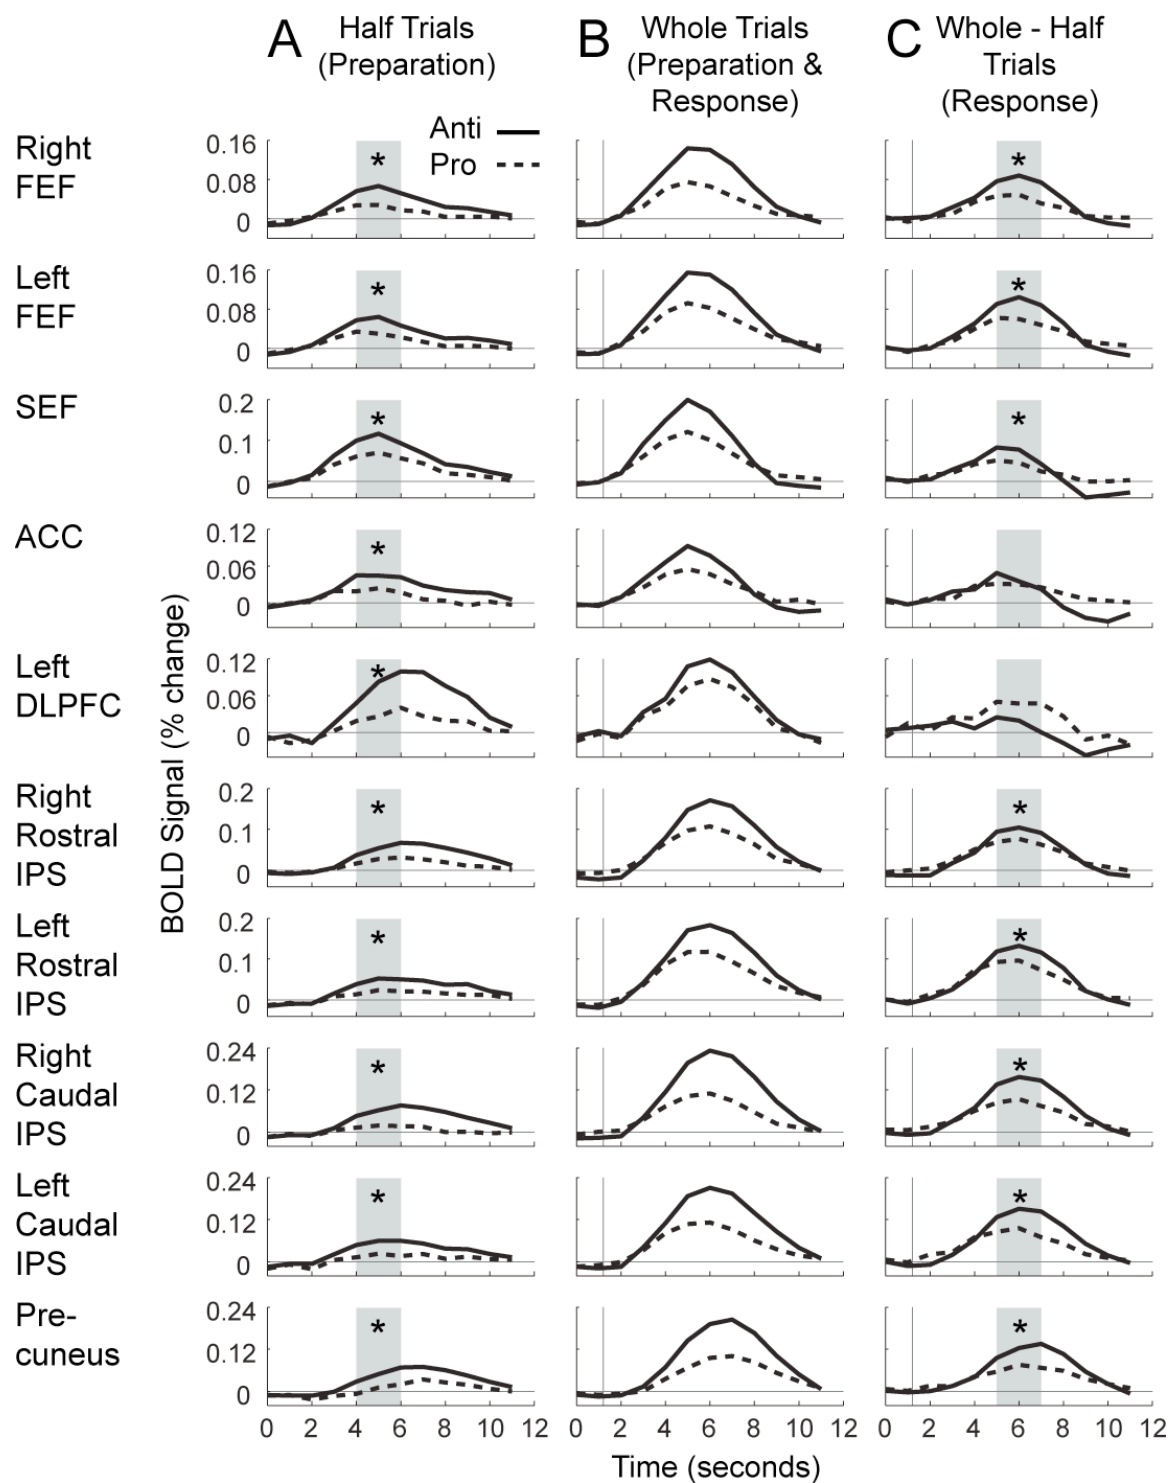 A Half Trials
(Preparation)
B Whole Trials
(Preparation &
Response)
C Whole - Half
Trials
(Response)
Anti
Pro
Right
FEF
0.16
0.08
0
*
*
Left
FEF
0.16
0.08
0
*
*
SEF
0.2
0.1
0
*
*
ACC
0.12
0.06
0
*
Left
DLPFC
0.12
0.06
0
*
Right
Rostral
IPS
0.2
0.1
0
*
*
Left
Rostral
IPS
0.2
0.1
0
*
*
Right
Caudal
IPS
0.24
0.12
0
*
*
Left
Caudal
IPS
0.24
0.12
0
*
*
Pre-
cuneus
0.24
0.12
0
*
*
BOLD Signal (% change)
0 2 4 6 8 10 12
0 2 4 6 8 10 12
0 2 4 6 8 10 12
Time (seconds)